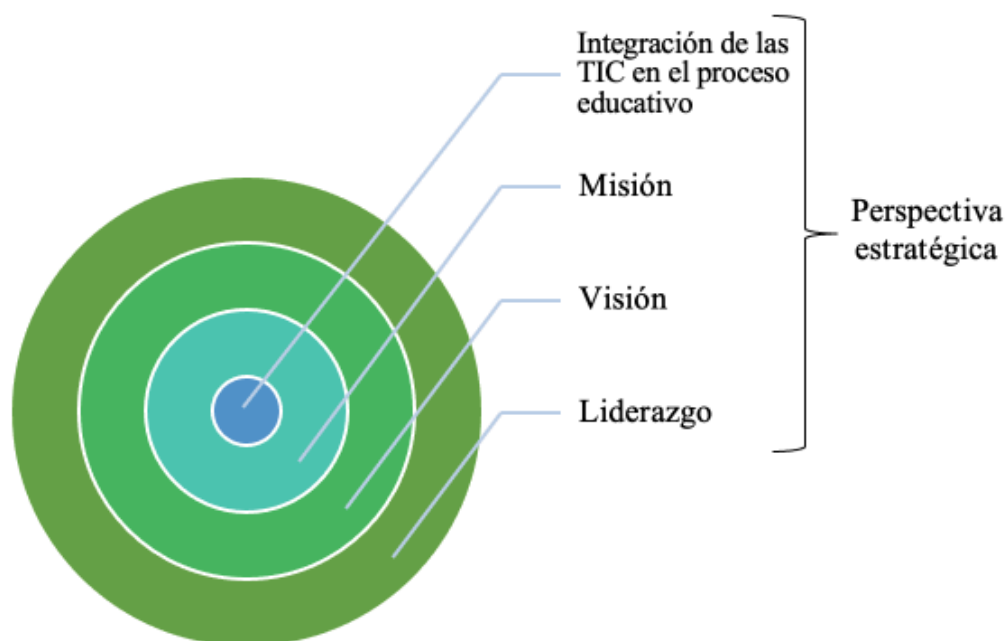 Integración de las
TIC en el proceso
educativo
Misión
Visión
Liderazgo
Perspectiva
estratégica